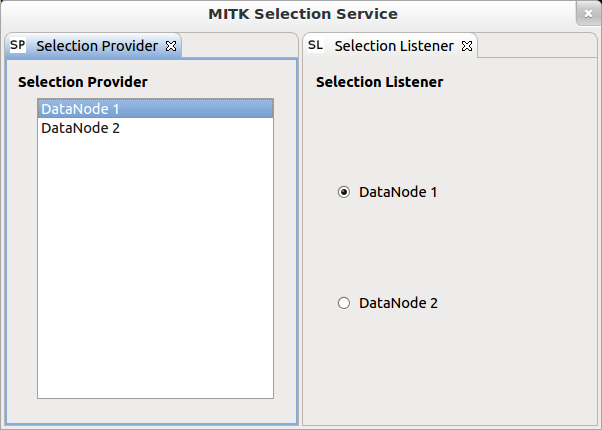 MITK Selection Service
SP Selection Provider
SL Selection Listener
Selection Provider
DataNode 1
DataNode 2
Selection Listener
DataNode 1
DataNode 2